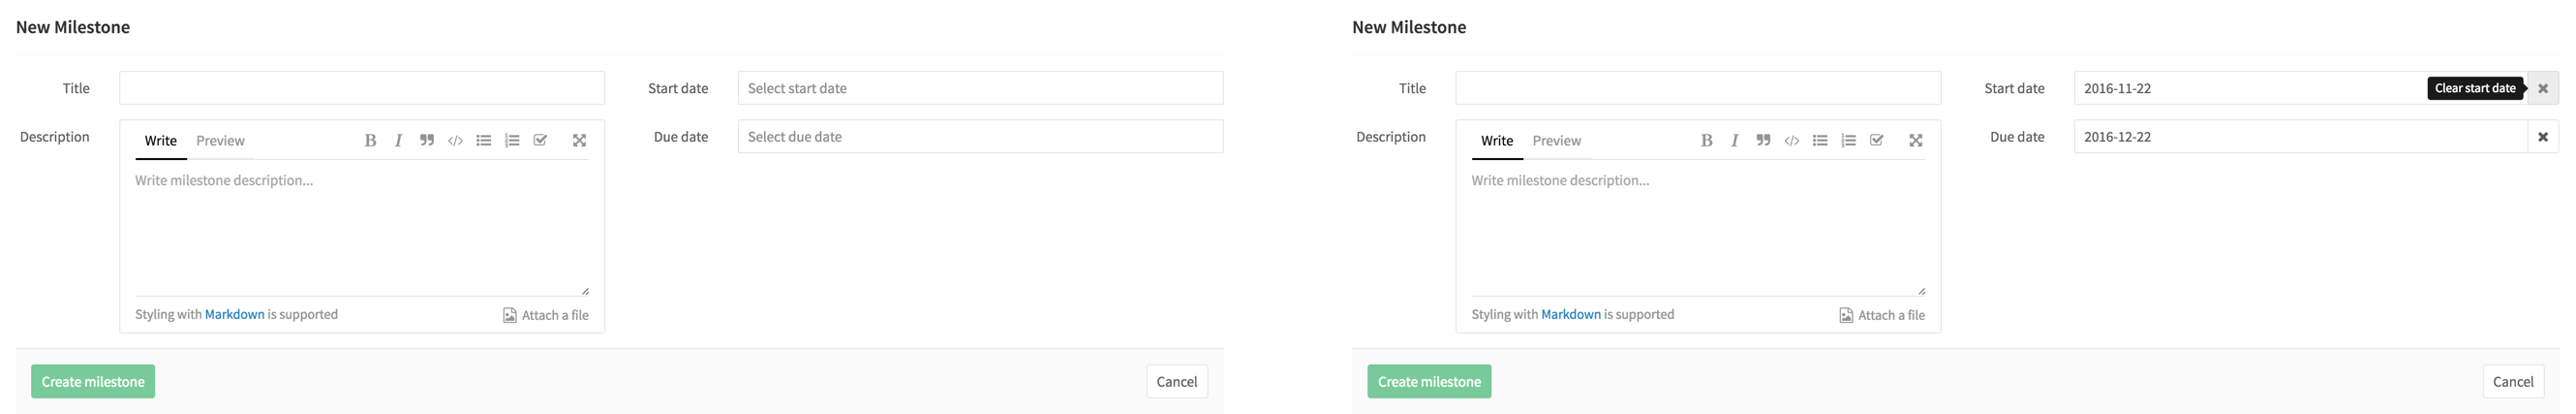 New Milestone
Title
Start date
Select start date
Description
Write
Preview
B I
Due date
Select due date
Write milestone description...
Styling with Markdown is supported
Attach a file
Create milestone
Cancel
New Milestone
Title
Start date
2016-11-22
Clear start date
Description
Write
Preview
B I
Due date
2016-12-22
Write milestone description...
Styling with Markdown is supported
Attach a file
Create milestone
Cancel